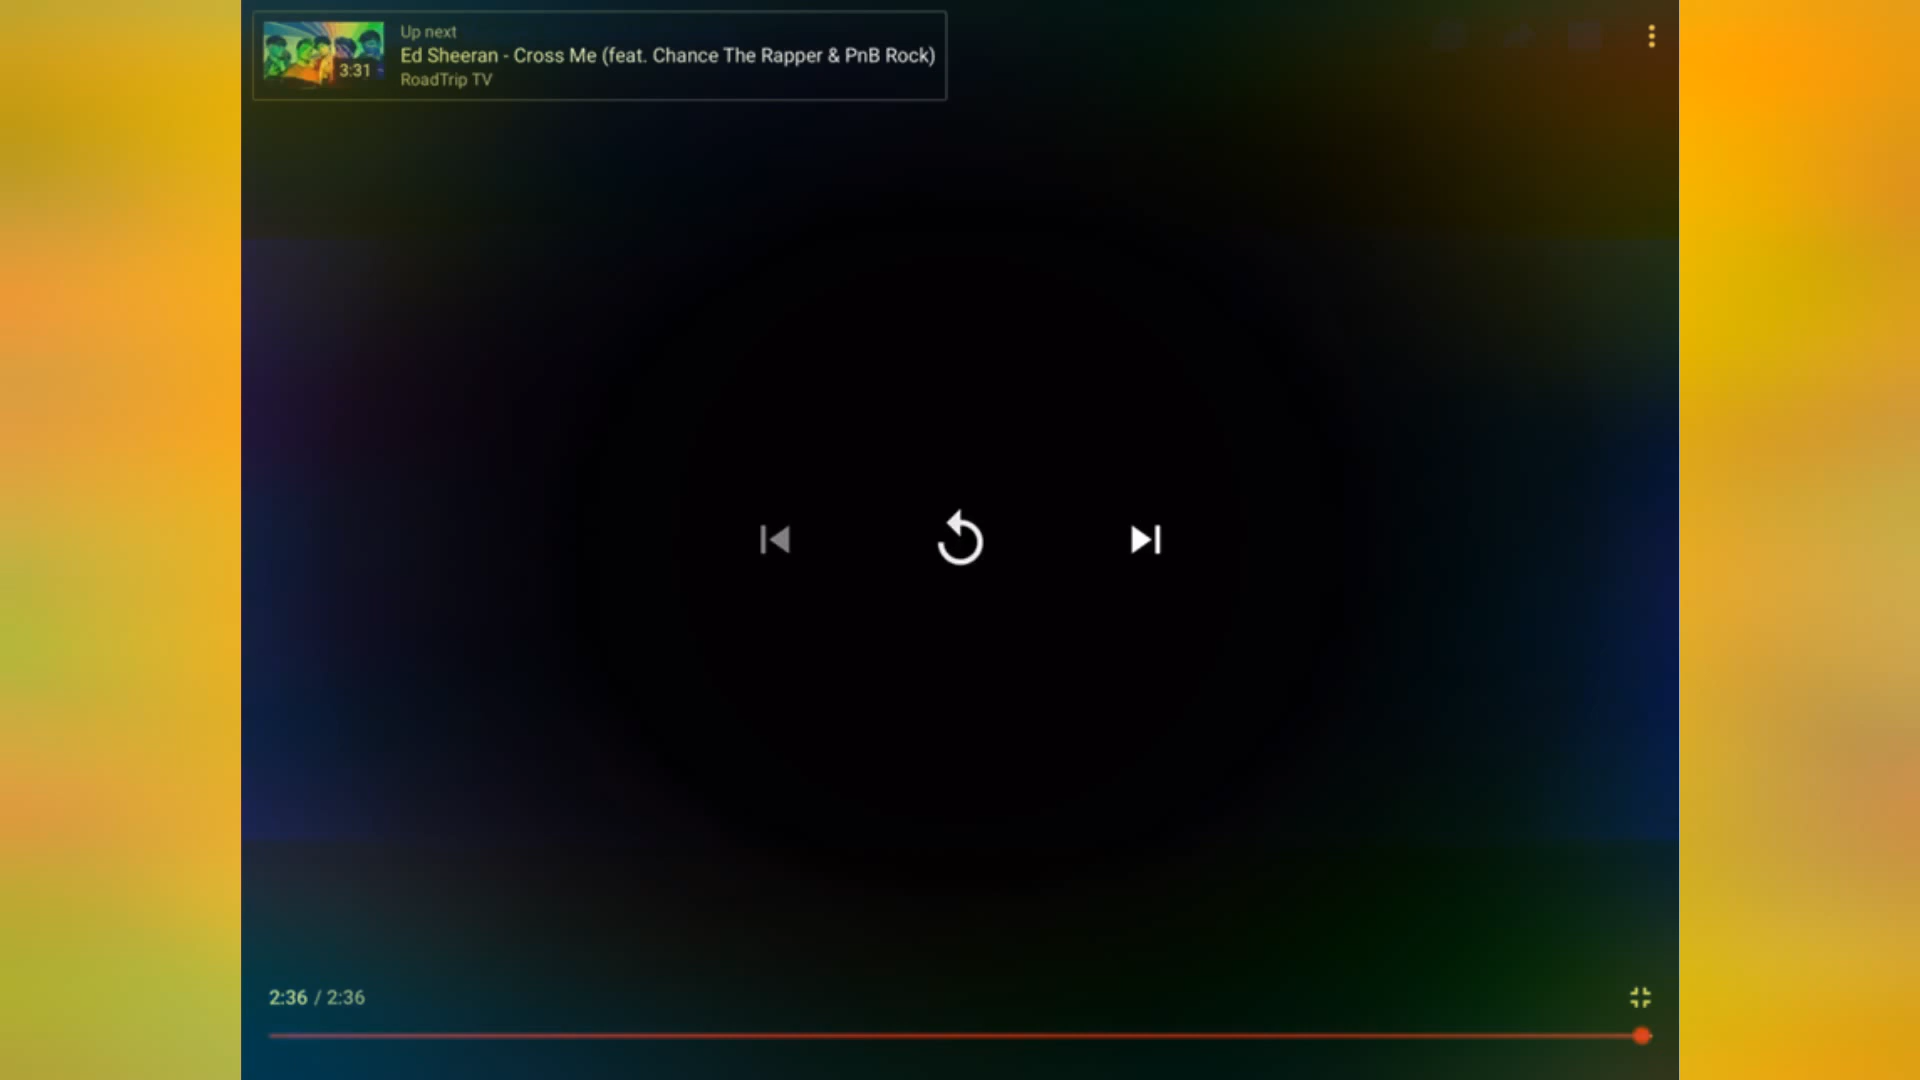 Up next
Ed Sheeran - Cross Me (feat. Chance The Rapper & PnB Rock)
3:31
RoadTrip TV
2:36 / 2:36